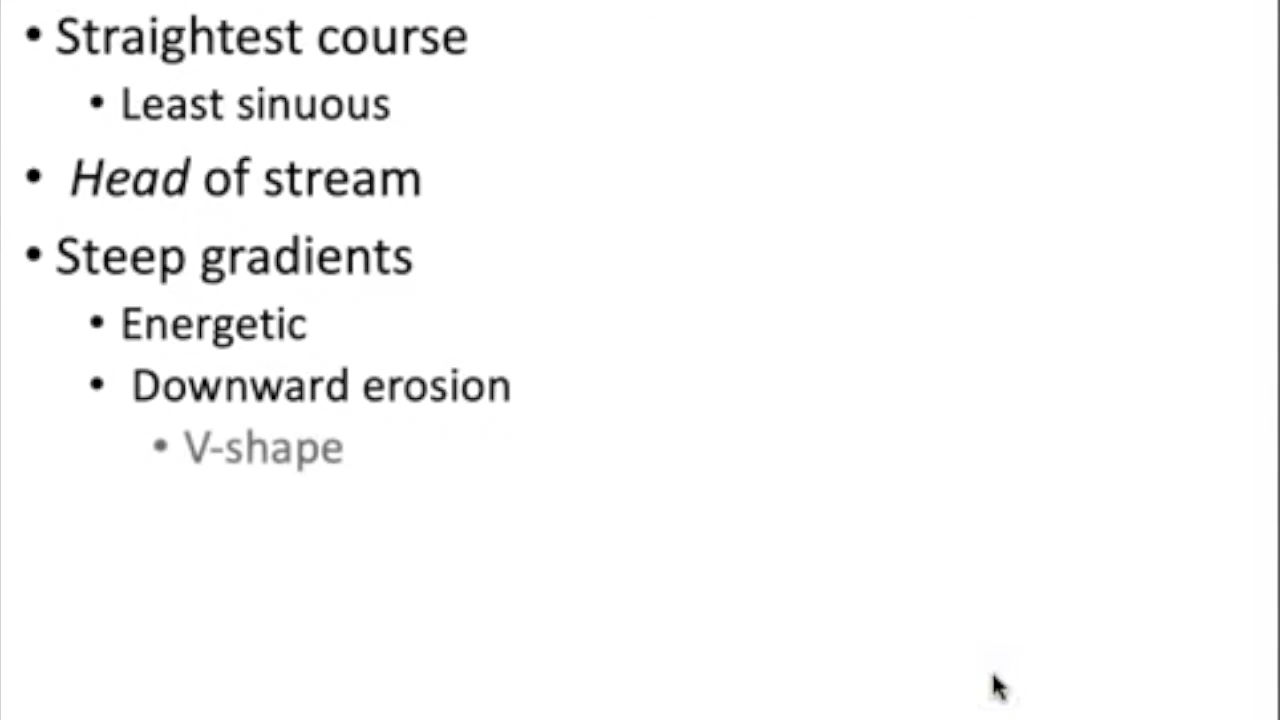 • Straightest course
• Least sinuous
• Head of stream
• Steep gradients
• Energetic
• Downward erosion
• V-shape